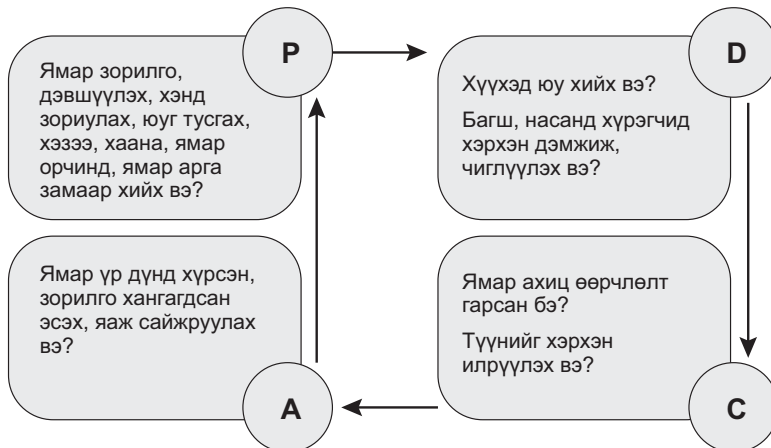 P
Ямар зорилго,
дэвшүүлэх, хэнд
зориулах, юуг тусгах,
хэзээ, хаана, ямар
орчинд, ямар арга
замаар хийх вэ?
D
Хүүхэд юу хийх вэ?
Багш, насанд хүрэгчид
хэрхэн дэмжиж,
чиглүүлэх вэ?
Ямар ахиц өөрчлөлт
гарсан бэ?
Түүнийг хэрхэн
илрүүлэх вэ?
C
Ямар үр дүнд хүрсэн,
зорилго хангагдсан
эсэх, яаж сайжруулах
вэ?
A